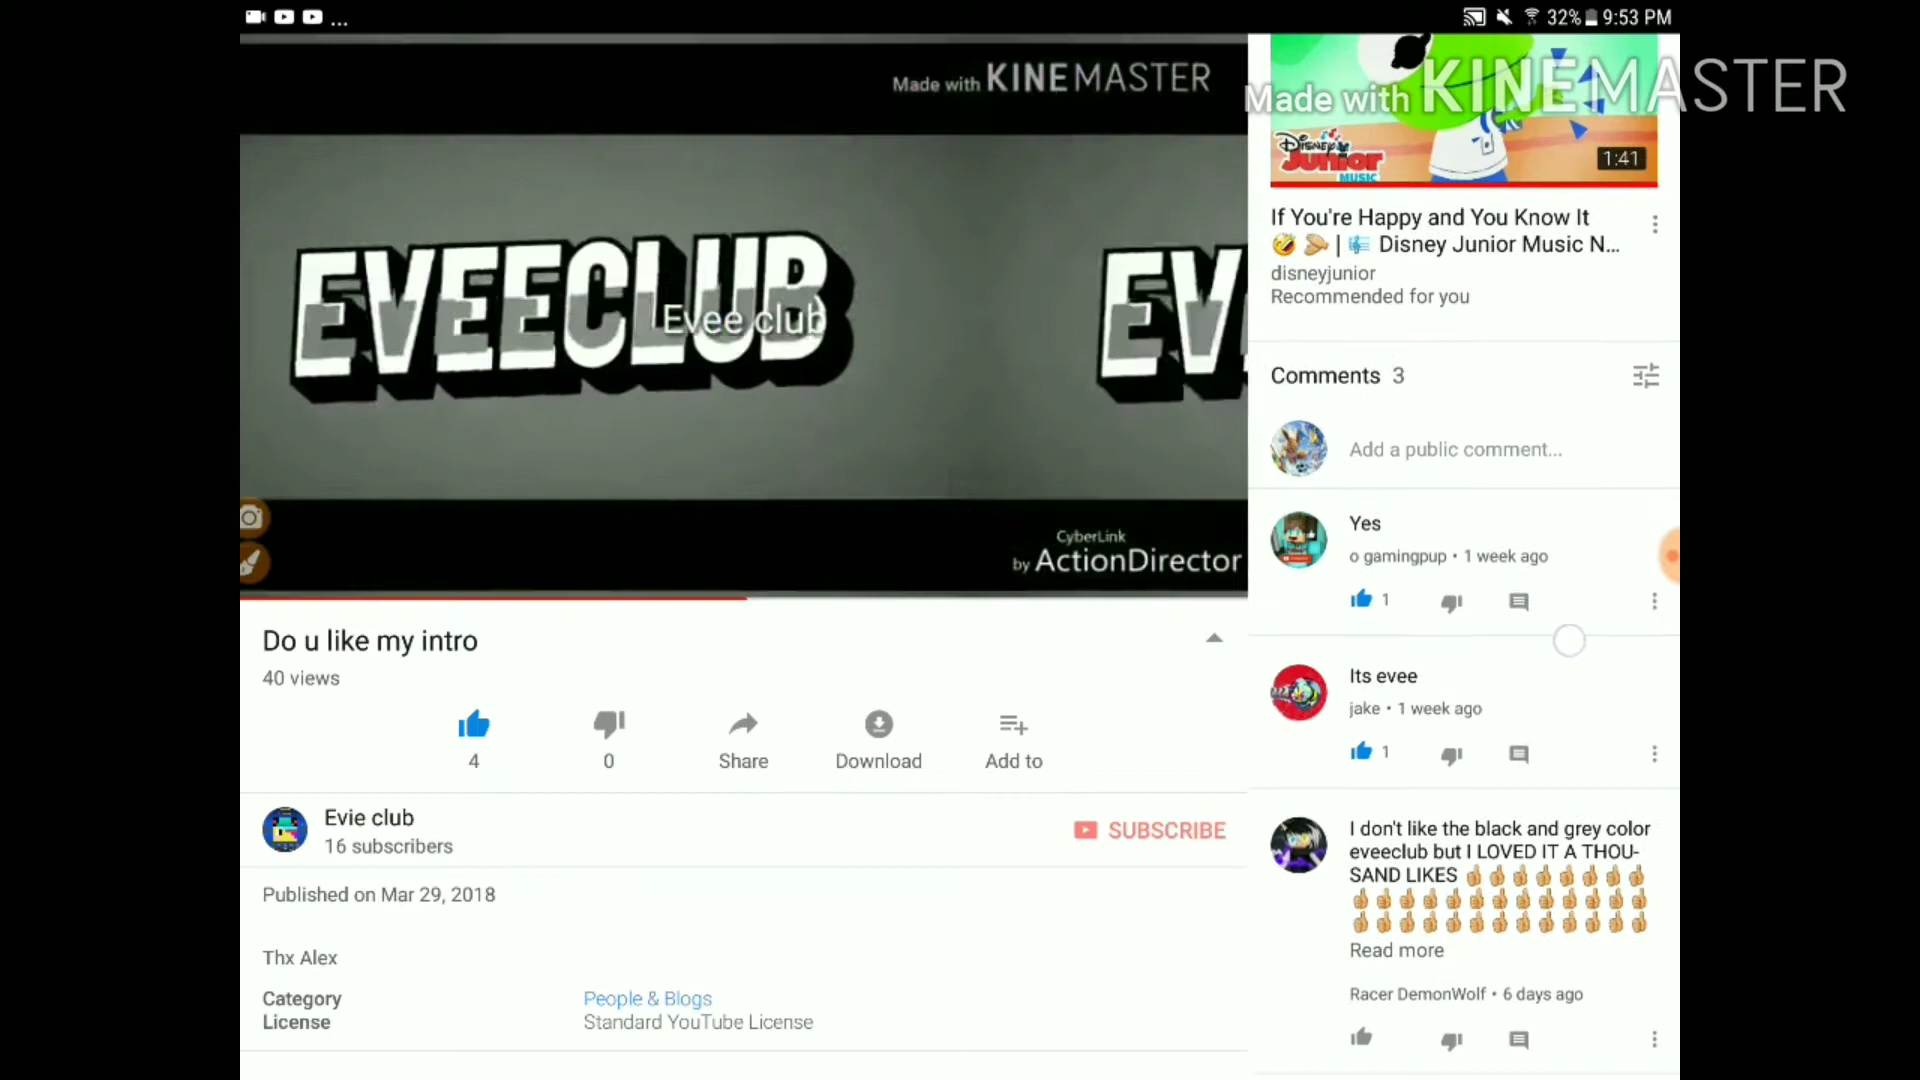 ... 32% 9:53 PM
Made with KINEMASTER
Made with KINEMASTER
EVEECLUB
Evee club
EV
CyberLink
by ActionDirector
Do u like my intro
40 views
4
0
Share
Download
Add to
Evie club
16 subscribers
SUBSCRIBE
Published on Mar 29, 2018
Thx Alex
Category People & Blogs
License Standard YouTube License
Disney
Junior
MUSIC
1:41
If You're Happy and You Know It
🤣 👏 | 🎼 Disney Junior Music N...
disneyjunior
Recommended for you
Comments 3
Add a public comment...
Yes
o gamingpup • 1 week ago
1
Its evee
jake • 1 week ago
1
I don't like the black and grey color
eveeclub but I LOVED IT A THOU-
SAND LIKES 👍👍👍👍👍👍👍👍
👍👍👍👍👍👍👍👍👍👍👍👍👍
👍👍👍👍👍👍👍👍👍👍👍👍👍
Read more
Racer DemonWolf • 6 days ago